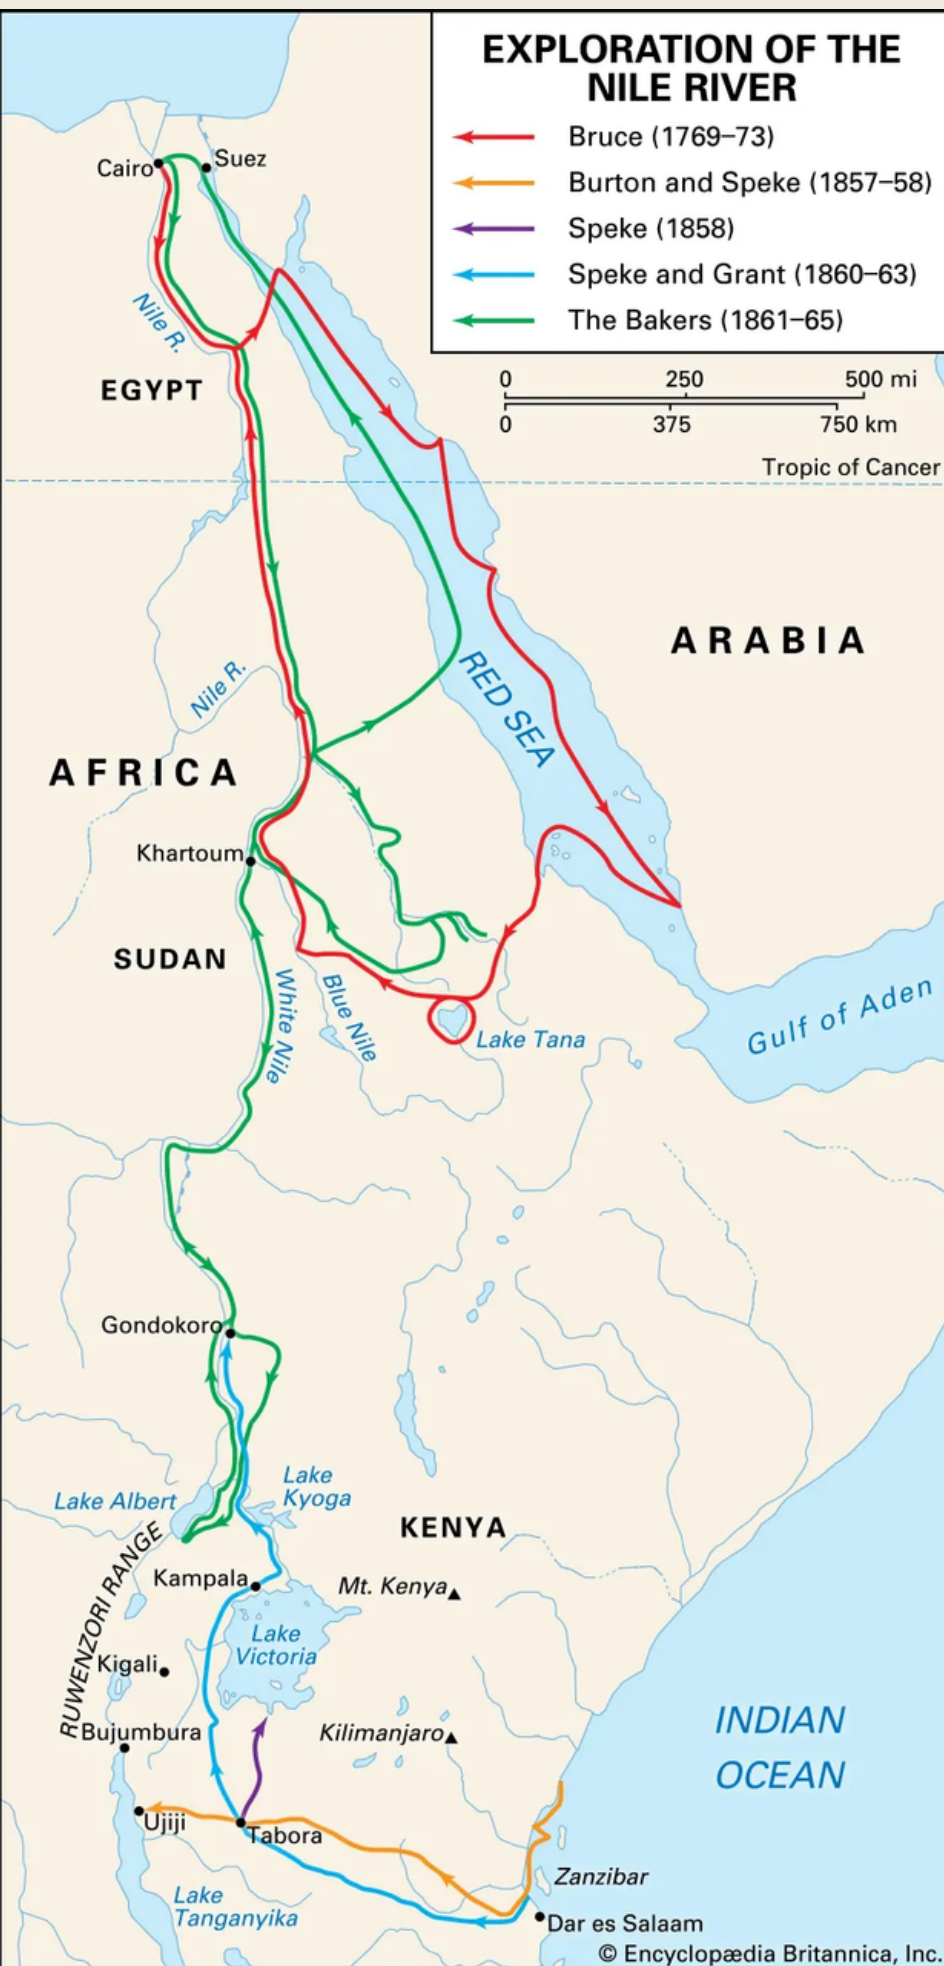 EXPLORATION OF THE
NILE RIVER
Bruce (1769–73)
Burton and Speke (1857–58)
Speke (1858)
Speke and Grant (1860–63)
The Bakers (1861–65)
Cairo
Suez
Nile R.
EGYPT
0 250 500 mi
0 375 750 km
Tropic of Cancer
ARABIA
RED SEA
Nile R.
AFRICA
Khartoum
SUDAN
White Nile
Blue Nile
Lake Tana
Gulf of Aden
Gondokoro
Lake
Kyoga
Lake Albert
KENYA
RUWENZORI RANGE
Kampala
Mt. Kenya
Lake
Victoria
Kigali
Bujumbura
Kilimanjaro
INDIAN
OCEAN
Ujiji
Tabora
Zanzibar
Lake
Tanganyika
Dar es Salaam
© Encyclopædia Britannica, Inc.